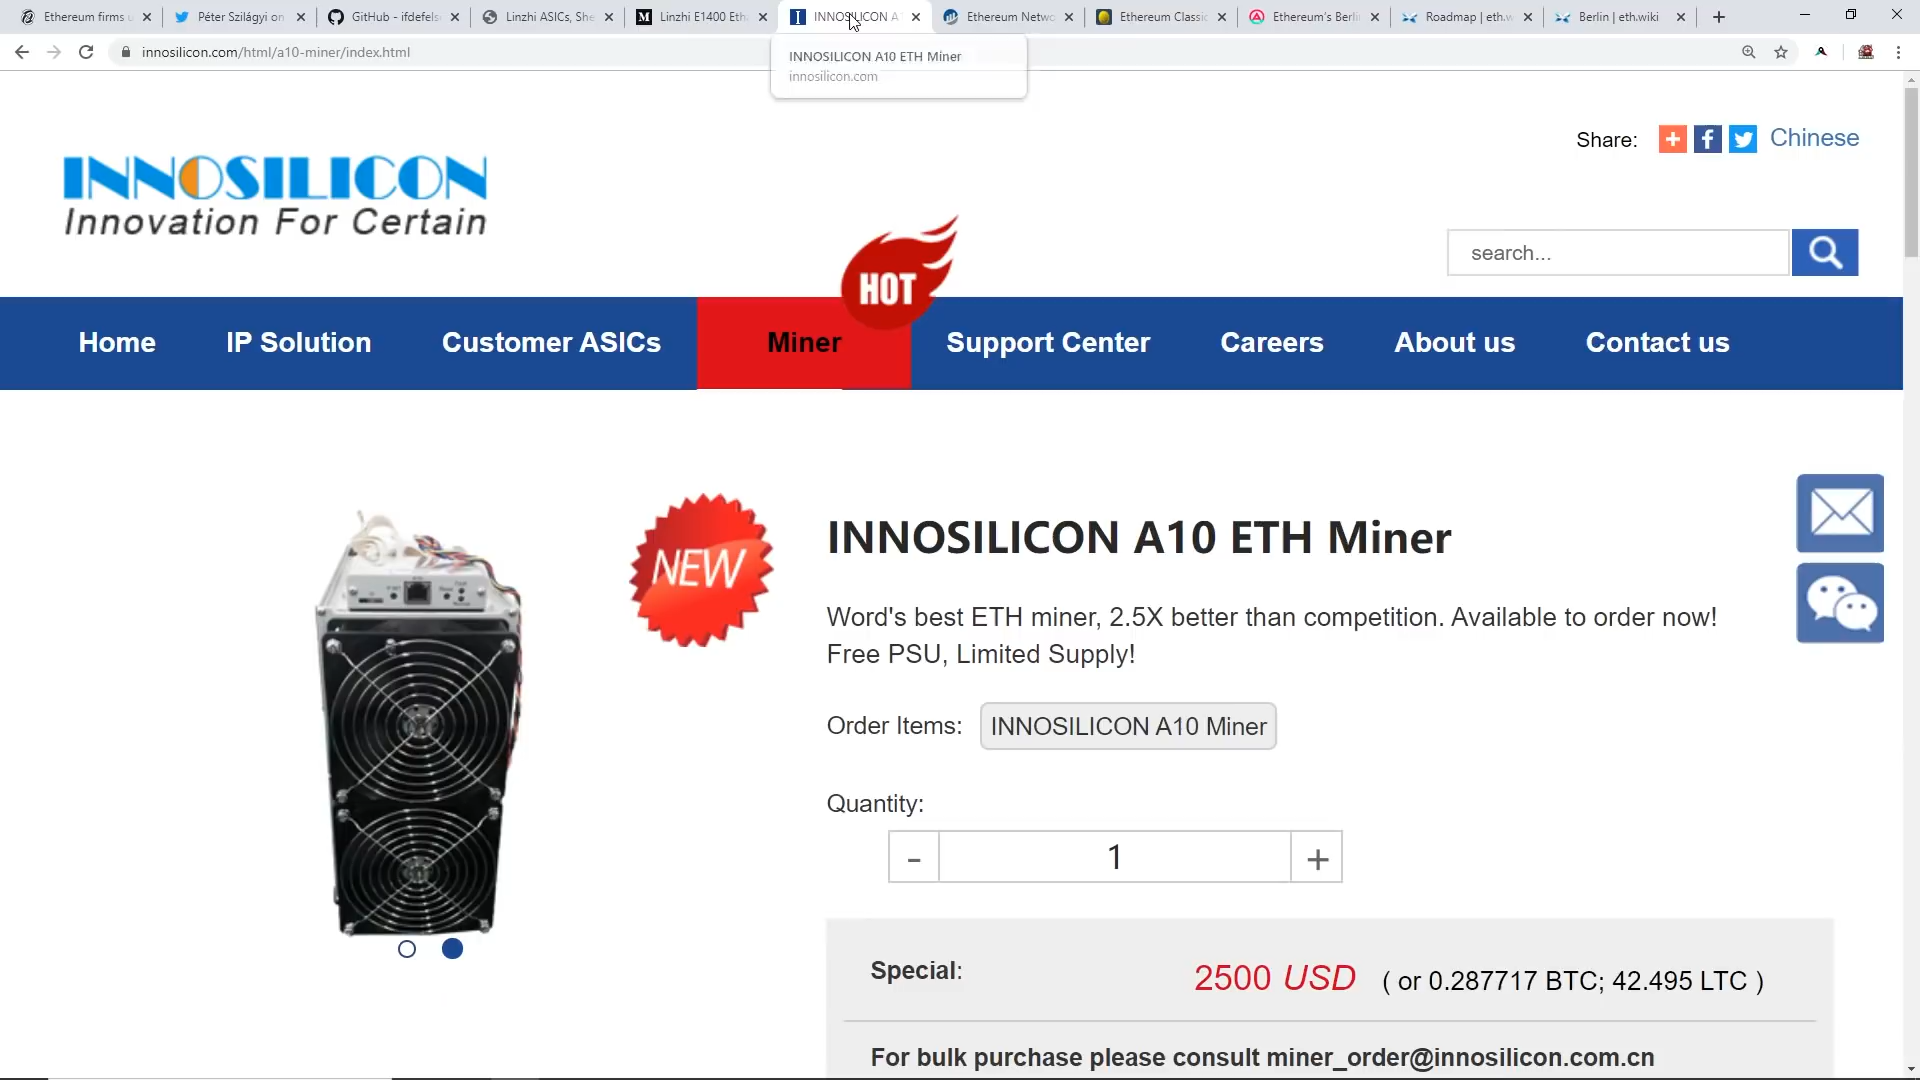 Ethereum firms u
Péter Szilágyi on
GitHub - ifdefels
Linzhi ASICs, She
Linzhi E1400 Eth
INNOSILICON A
Ethereum Netwo
Ethereum Classic
Ethereum's Berli
Roadmap | eth.w
Berlin | eth.wiki
innosilicon.com/html/a10-miner/index.html
INNOSILICON A10 ETH Miner
innosilicon.com
Share:
Chinese
INNOSILICON
Innovation For Certain
search...
HOT
Home
IP Solution
Customer ASICs
Miner
Support Center
Careers
About us
Contact us
NEW
INNOSILICON A10 ETH Miner
Word's best ETH miner, 2.5X better than competition. Available to order now!
Free PSU, Limited Supply!
Order Items: INNOSILICON A10 Miner
Quantity:
- 1 +
Special: 2500 USD ( or 0.287717 BTC; 42.495 LTC )
For bulk purchase please consult miner_order@innosilicon.com.cn